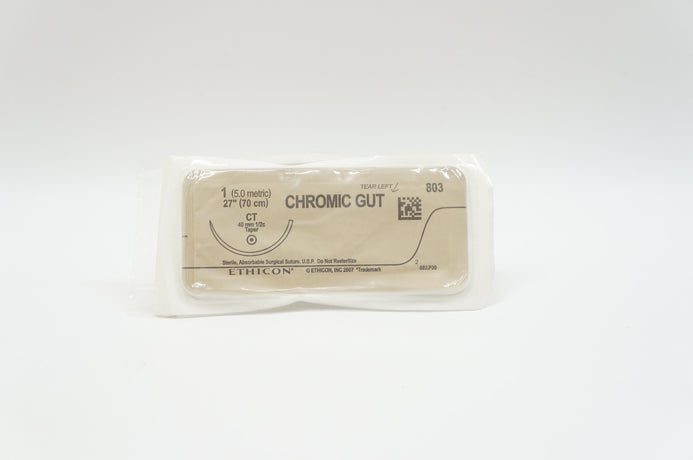 TEAR LEFT
803
1 (5.0 metric)
27" (70 cm)
CHROMIC GUT
CT
40 mm 1/2c
Taper
Sterile, Absorbable Surgical Suture, U.S.P. Do Not Resterilize
2
ETHICON*
© ETHICON, INC 2007 *Trademark